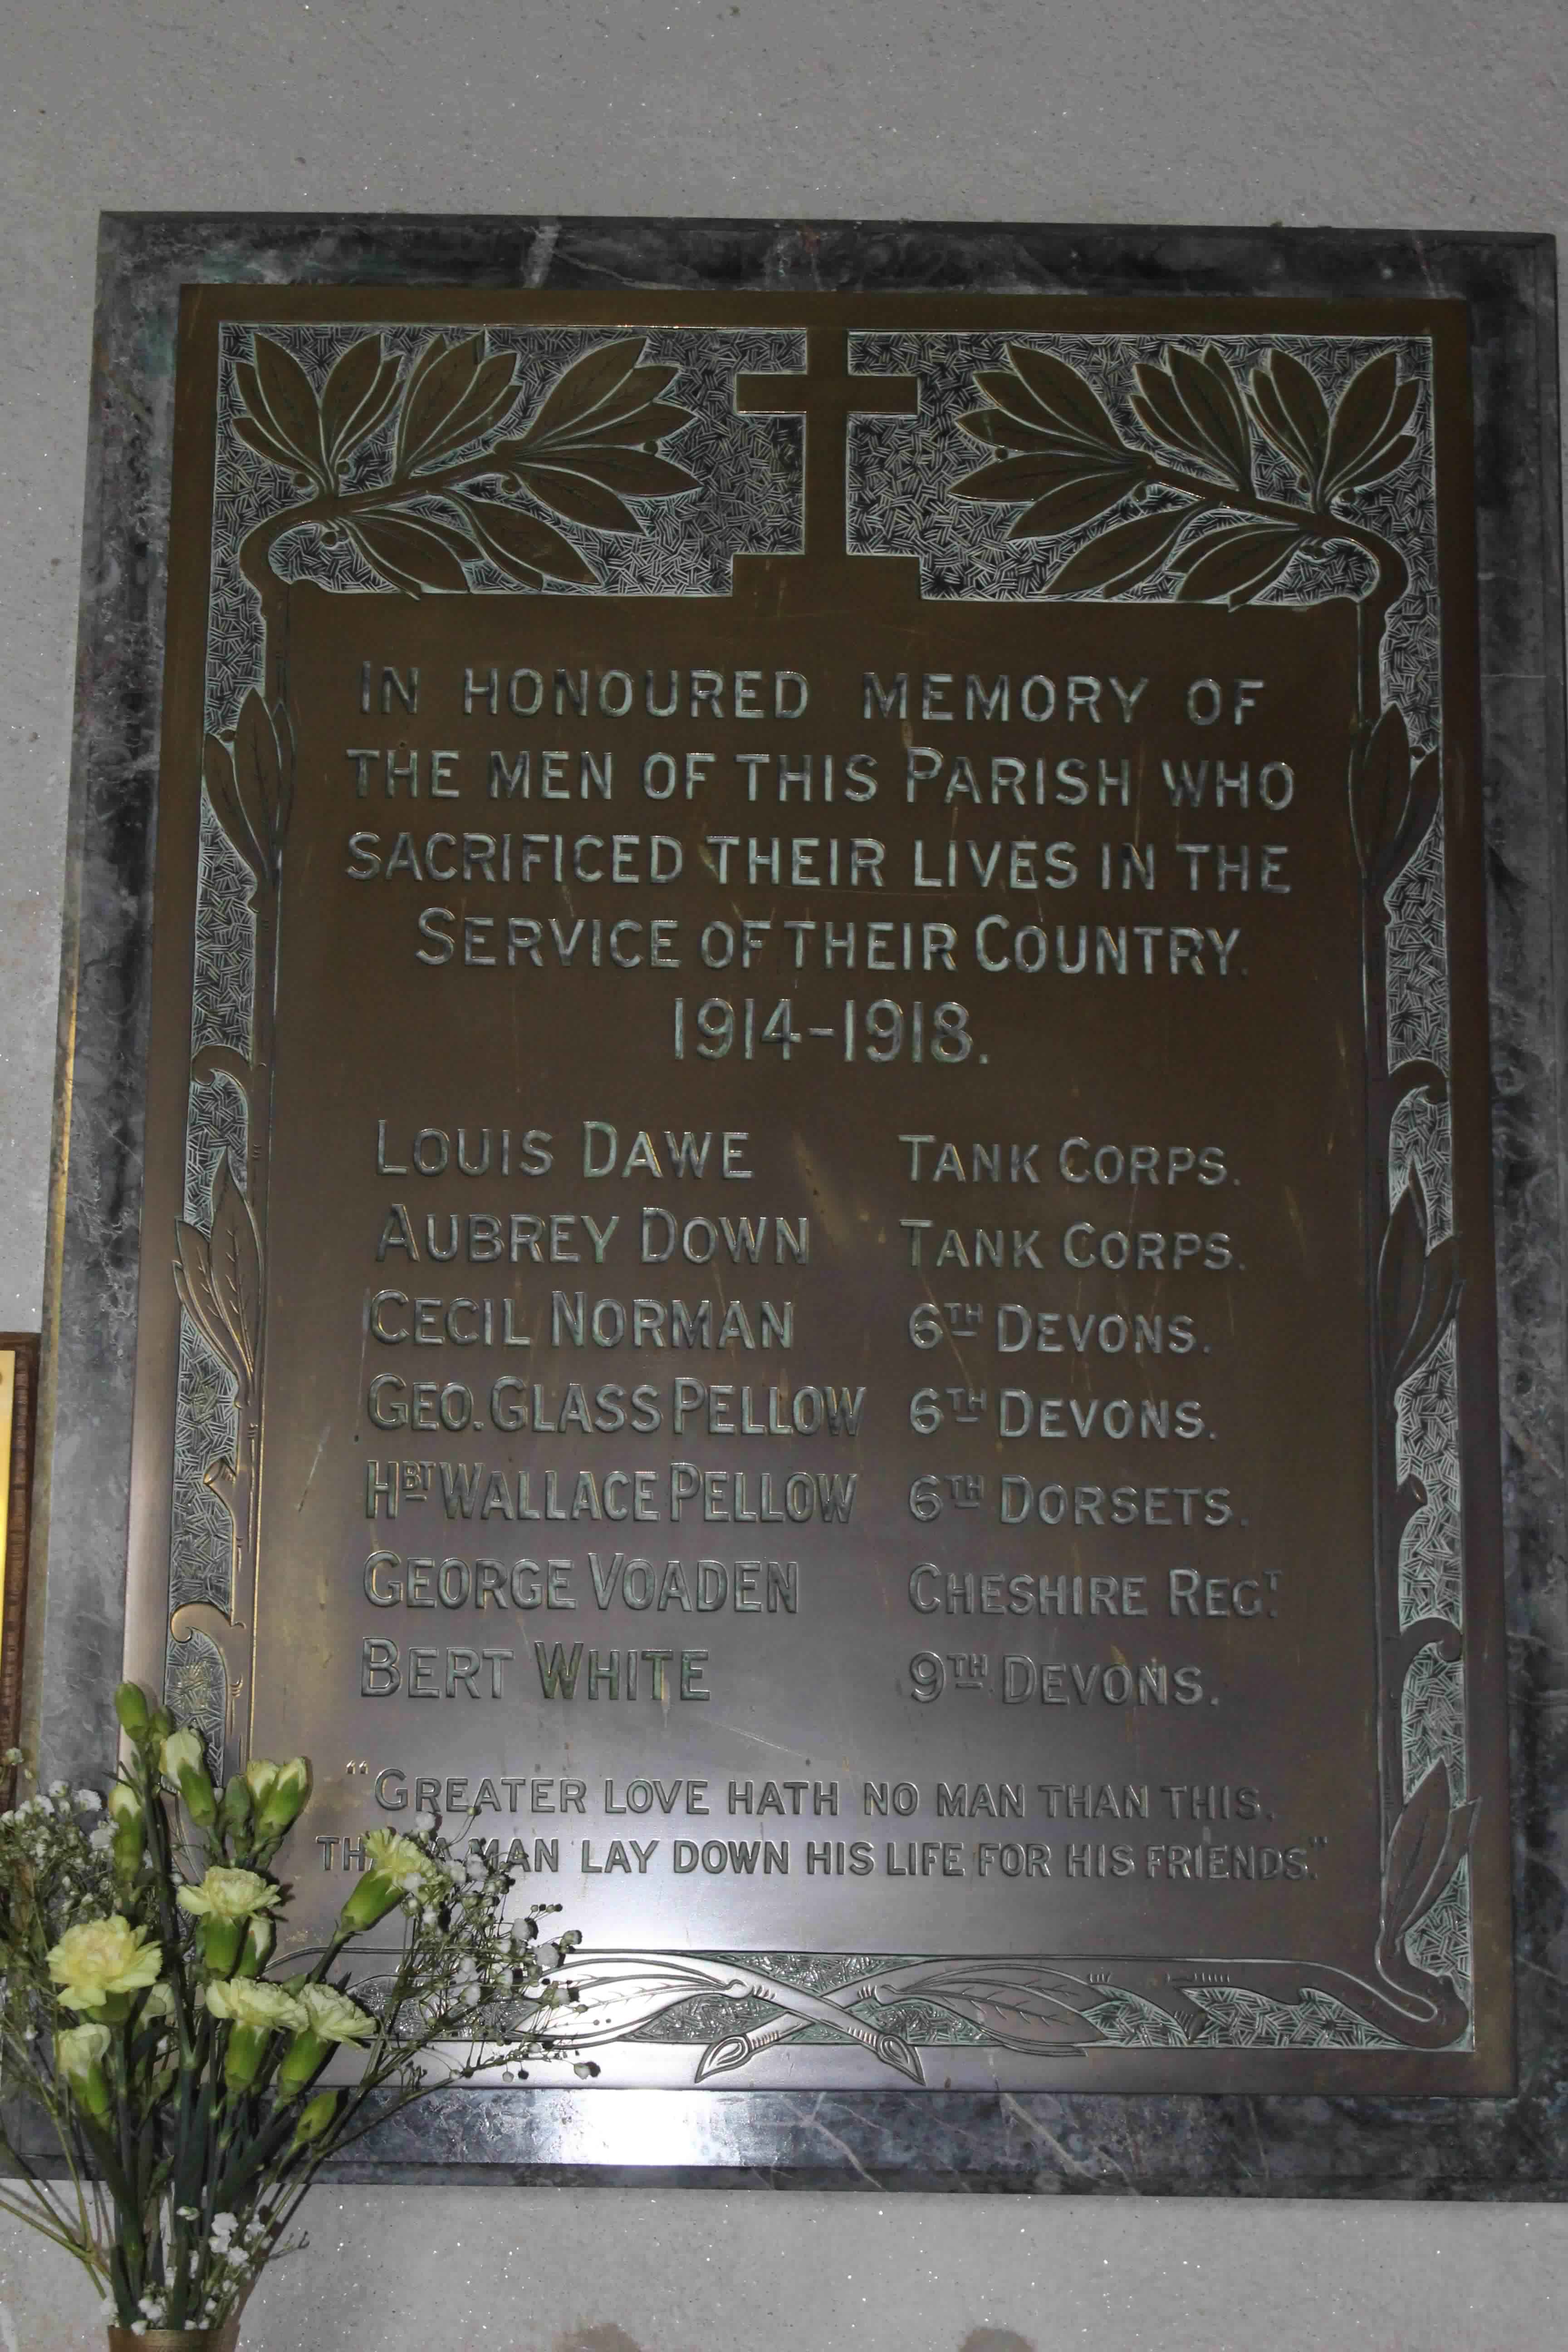 IN HONOURED MEMORY OF
THE MEN OF THIS PARISH WHO
SACRIFICED THEIR LIVES IN THE
SERVICE OF THEIR COUNTRY.
1914-1918.
LOUIS DAWE TANK CORPS.
AUBREY DOWN TANK CORPS.
CECIL NORMAN 6TH DEVONS.
GEO. GLASS PELLOW 6TH DEVONS.
HBT WALLACE PELLOW 6TH DORSETS.
GEORGE VOADEN CHESHIRE REGT.
BERT WHITE 9TH DEVONS.
"GREATER LOVE HATH NO MAN THAN THIS.
MAN LAY DOWN HIS LIFE FOR HIS FRIENDS."